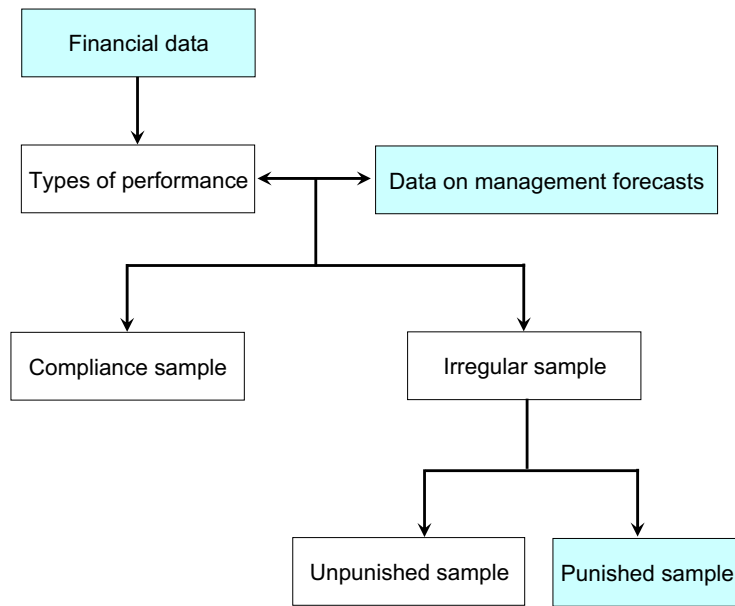 Financial data
Types of performance
Data on management forecasts
Compliance sample
Irregular sample
Unpunished sample
Punished sample